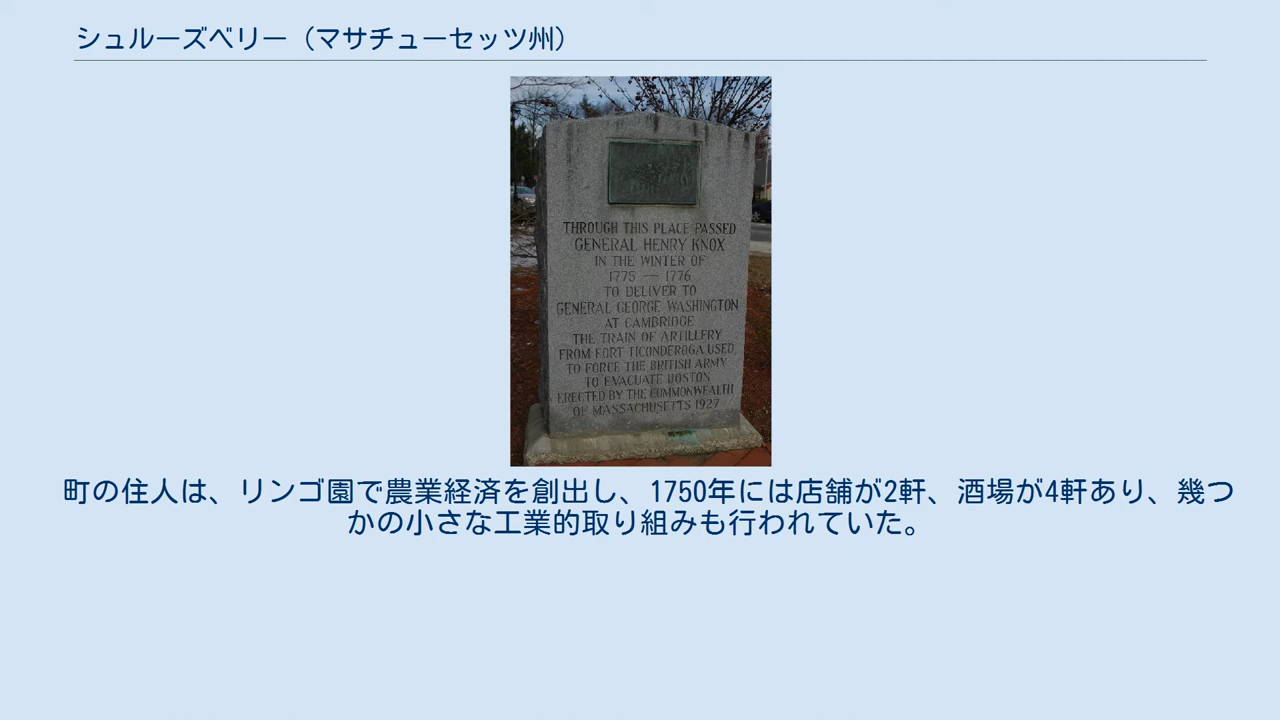 シュルーズベリー（マサチューセッツ州）
THROUGH THIS PLACE PASSED
GENERAL HENRY KNOX
IN THE WINTER OF
1775 — 1776
TO DELIVER TO
GENERAL GEORGE WASHINGTON
AT CAMBRIDGE
THE TRAIN OF ARTILLERY
FROM FORT TICONDEROGA USED
TO FORCE THE BRITISH ARMY
TO EVACUATE BOSTON
ERECTED BY THE COMMONWEALTH
OF MASSACHUSETTS 1927
町の住人は、リンゴ園で農業経済を創出し、1750年には店舗が2軒、酒場が4軒あり、幾つ
かの小さな工業的取り組みも行われていた。